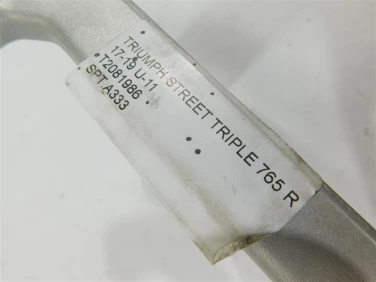 TRIUMPH STREET TRIPLE 765 R
17-19 U-11
T2081986
SPT A333